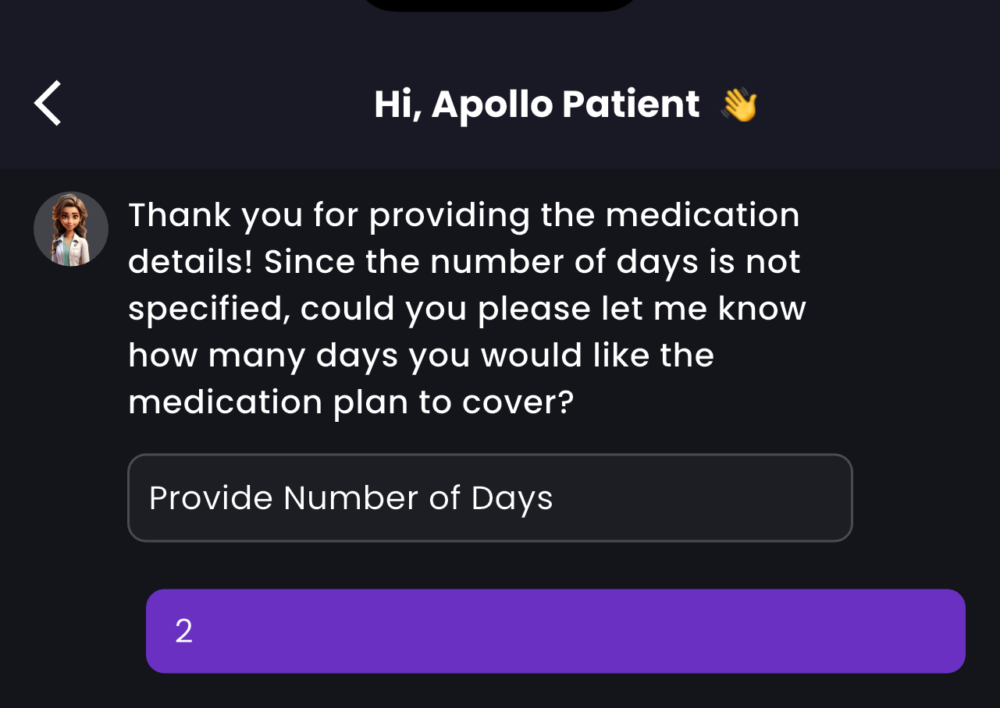 Hi, Apollo Patient 👋
Thank you for providing the medication
details! Since the number of days is not
specified, could you please let me know
how many days you would like the
medication plan to cover?
Provide Number of Days
2